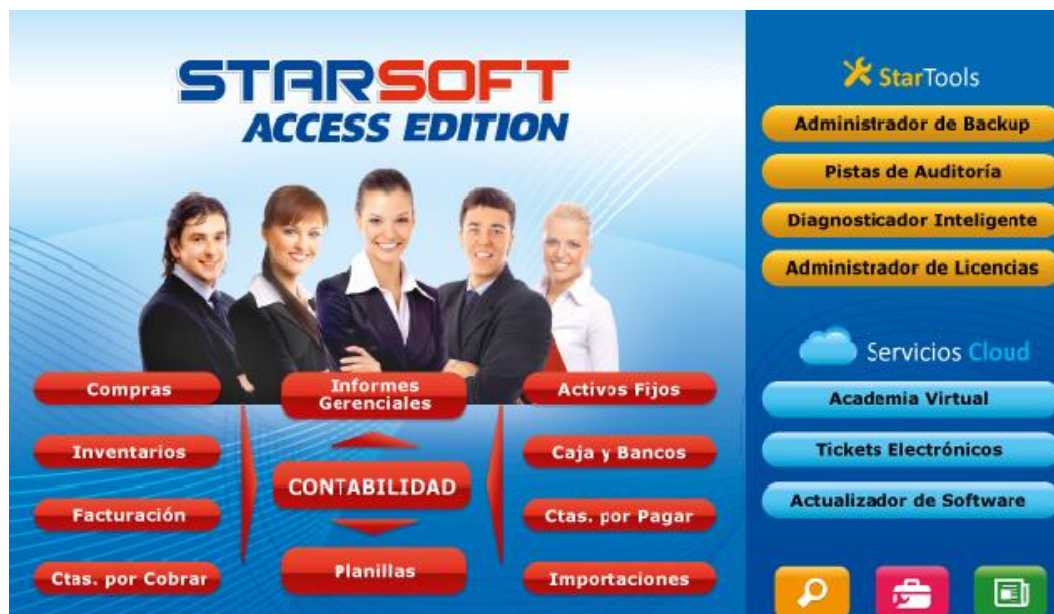 STARSOFT
ACCESS EDITION
Compras
Informes
Gerenciales
Activos Fijos
Inventarios
CONTABILIDAD
Caja y Bancos
Facturación
Ctas. por Pagar
Ctas. por Cobrar
Planillas
Importaciones
StarTools
Administrador de Backup
Pistas de Auditoría
Diagnosticador Inteligente
Administrador de Licencias
Servicios Cloud
Academia Virtual
Tickets Electrónicos
Actualizador de Software